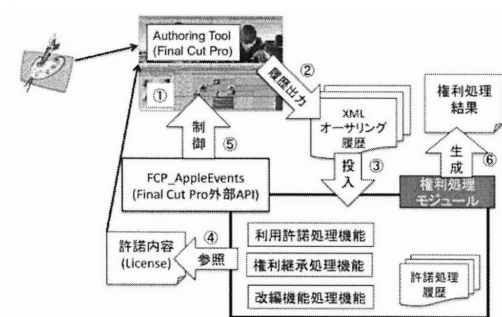 Authoring Tool
(Final Cut Pro)
①
②
履歴出力
XML
オーサリング
履歴
権利処理
結果
制御
⑤
③
投入
生成
⑥
FCP_AppleEvents
(Final Cut Pro外部API)
権利処理
モジュール
許諾内容
(License)
④
参照
利用許諾処理機能
権利継承処理機能
改編機能処理機能
許諾処理
履歴